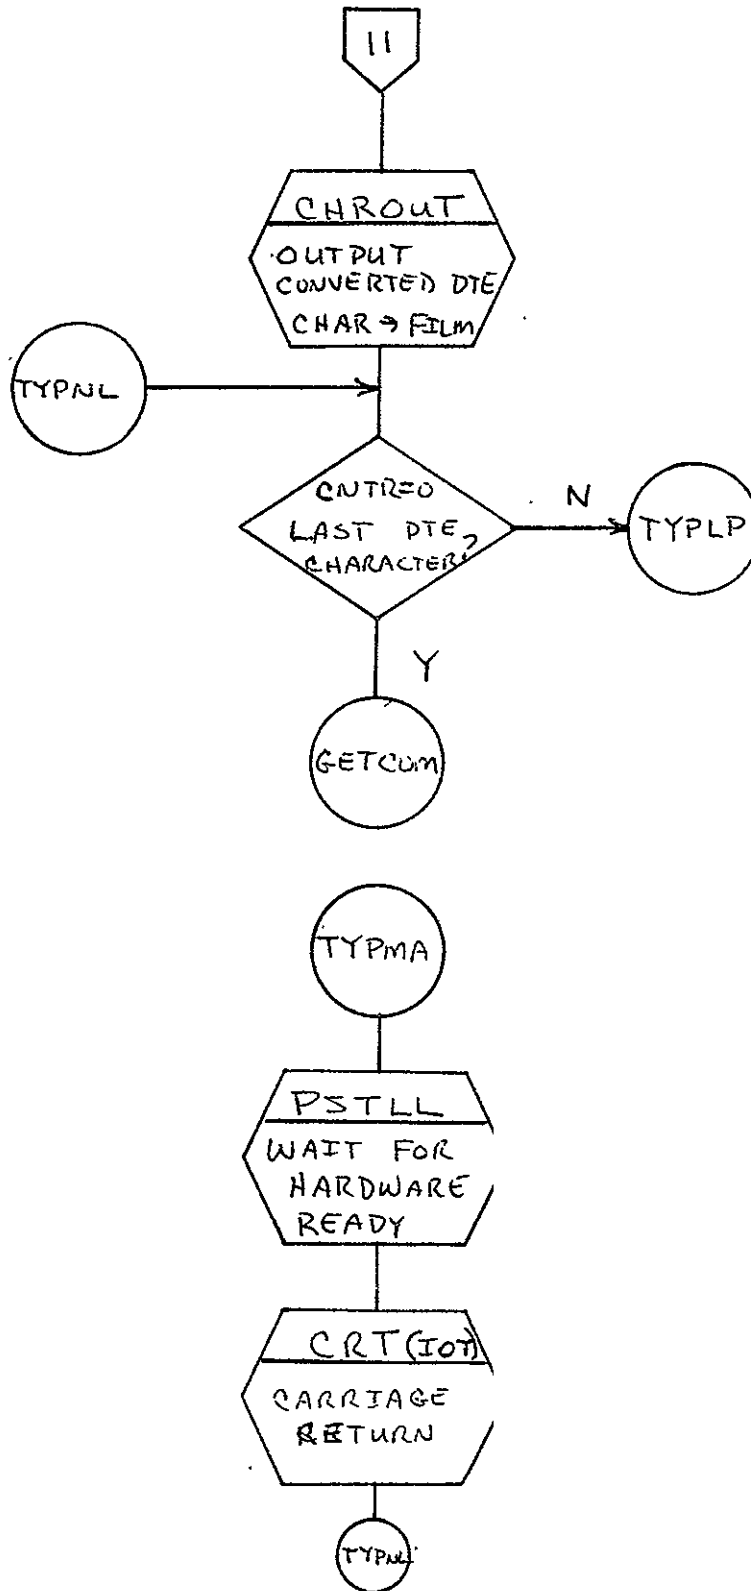 11
CHROUT
OUTPUT
CONVERTED DTE
CHAR → FILM
TYPNL
CNTR=0
LAST DTE
CHARACTER?
N
TYPLP
Y
GETCOM
TYPMA
PSTLL
WAIT FOR
HARDWARE
READY
CRT (IOT)
CARRIAGE
RETURN
TYPNL